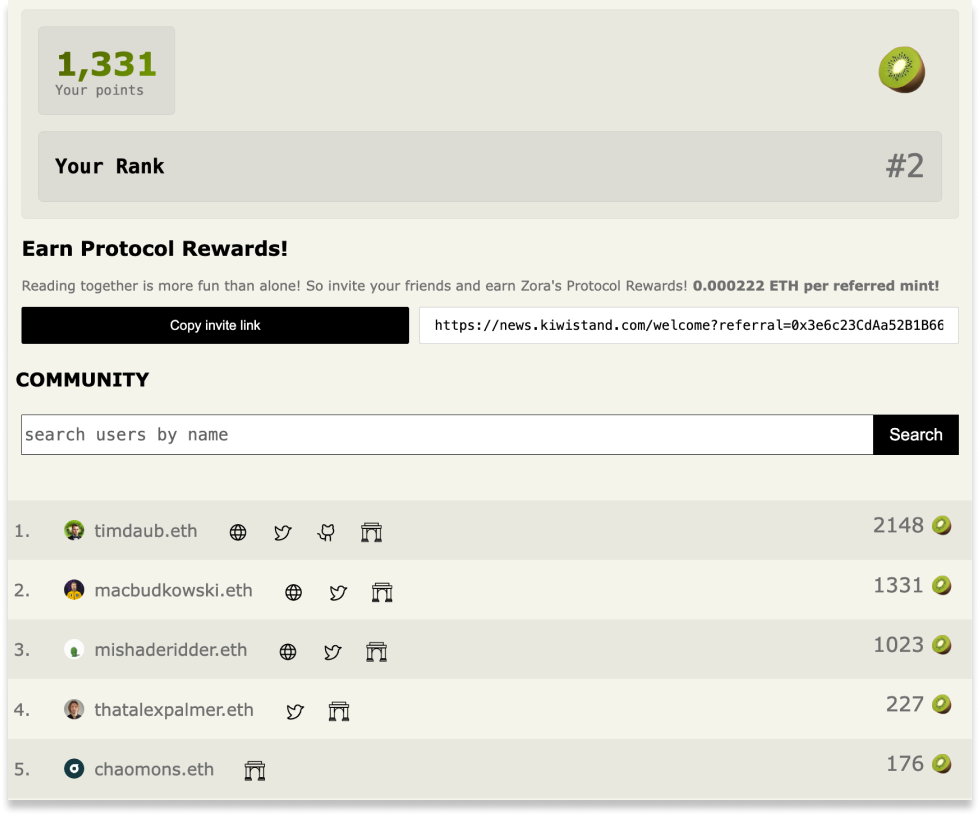 1,331
Your points
Your Rank
#2
Earn Protocol Rewards!
Reading together is more fun than alone! So invite your friends and earn Zora's Protocol Rewards! 0.000222 ETH per referred mint!
Copy invite link
https://news.kiwistand.com/welcome?referral=0x3e6c23CdAa52B1B66
COMMUNITY
search users by name
Search
1. timdaub.eth 2148
2. macbudkowski.eth 1331
3. mishaderidder.eth 1023
4. thatalexpalmer.eth 227
5. chaomons.eth 176